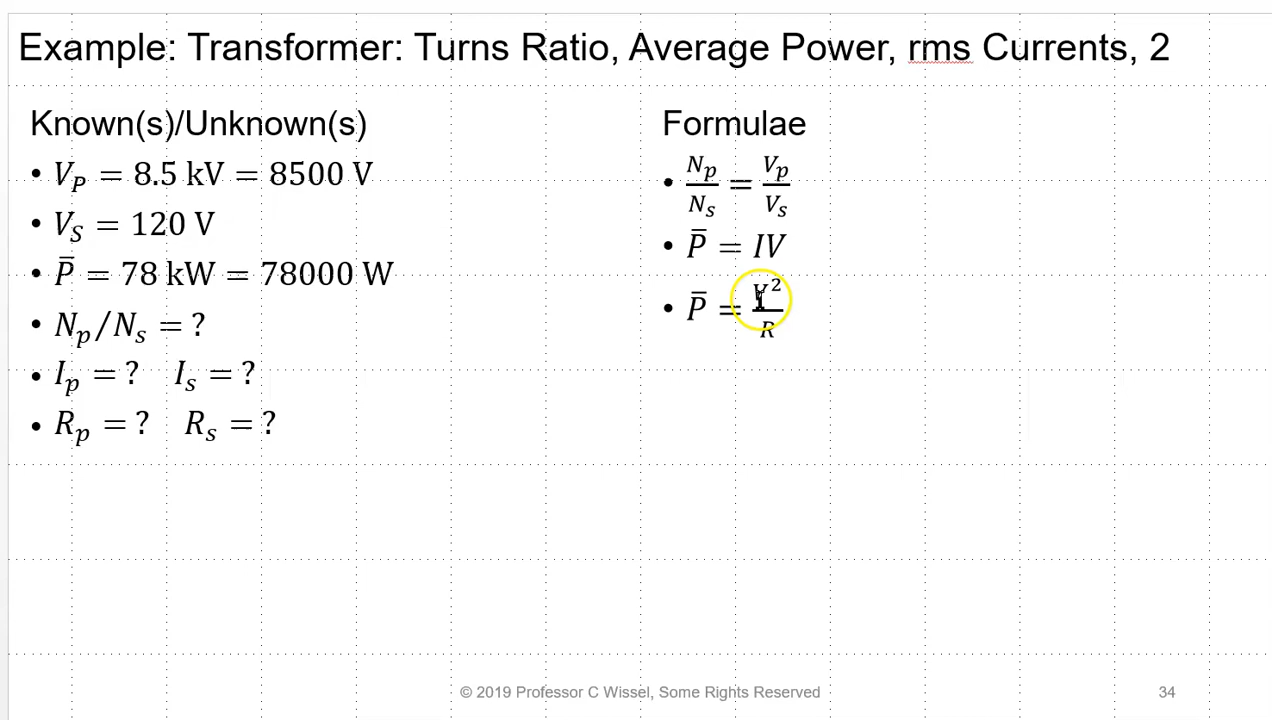 Example: Transformer: Turns Ratio, Average Power, rms Currents, 2
Known(s)/Unknown(s)
• V_P = 8.5 kV = 8500 V
• V_S = 120 V
• P̄ = 78 kW = 78000 W
• N_p/N_s = ?
• I_p = ? I_s = ?
• R_p = ? R_s = ?
Formulae
• N_p/N_s = V_p/V_s
• P̄ = IV
• P̄ = V²/R
© 2019 Professor C Wissel, Some Rights Reserved
34